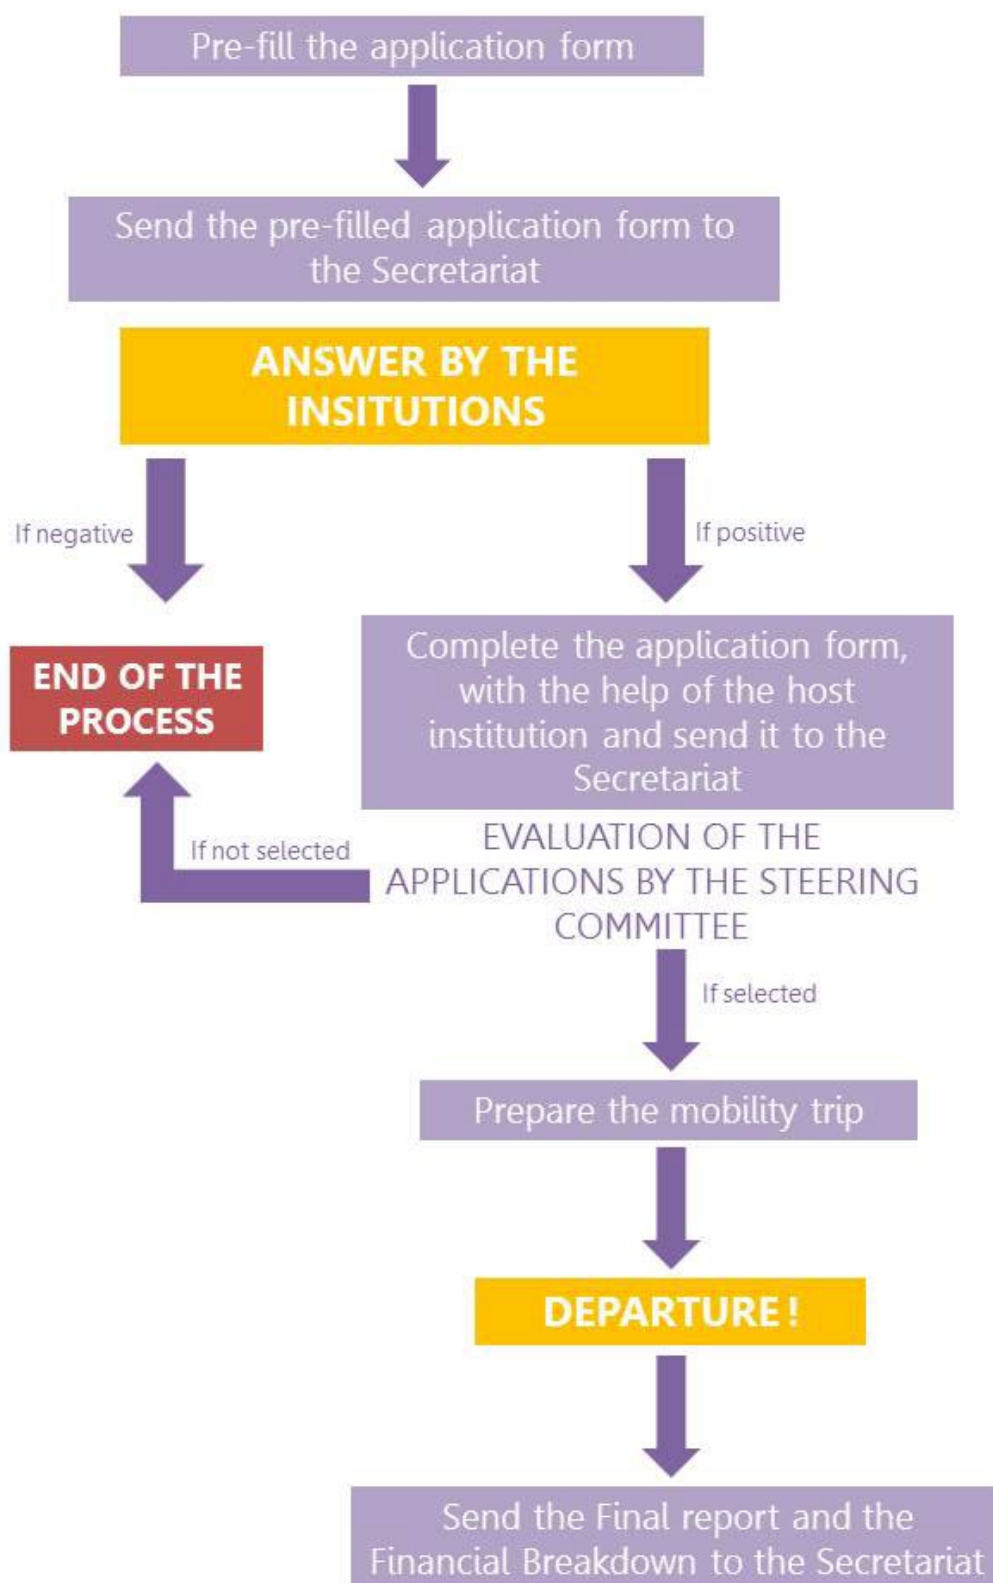 Pre-fill the application form
Send the pre-filled application form to
the Secretariat
ANSWER BY THE
INSITUTIONS
If negative
If positive
END OF THE
PROCESS
Complete the application form,
with the help of the host
institution and send it to the
Secretariat
If not selected
EVALUATION OF THE
APPLICATIONS BY THE STEERING
COMMITTEE
If selected
Prepare the mobility trip
DEPARTURE !
Send the Final report and the
Financial Breakdown to the Secretariat